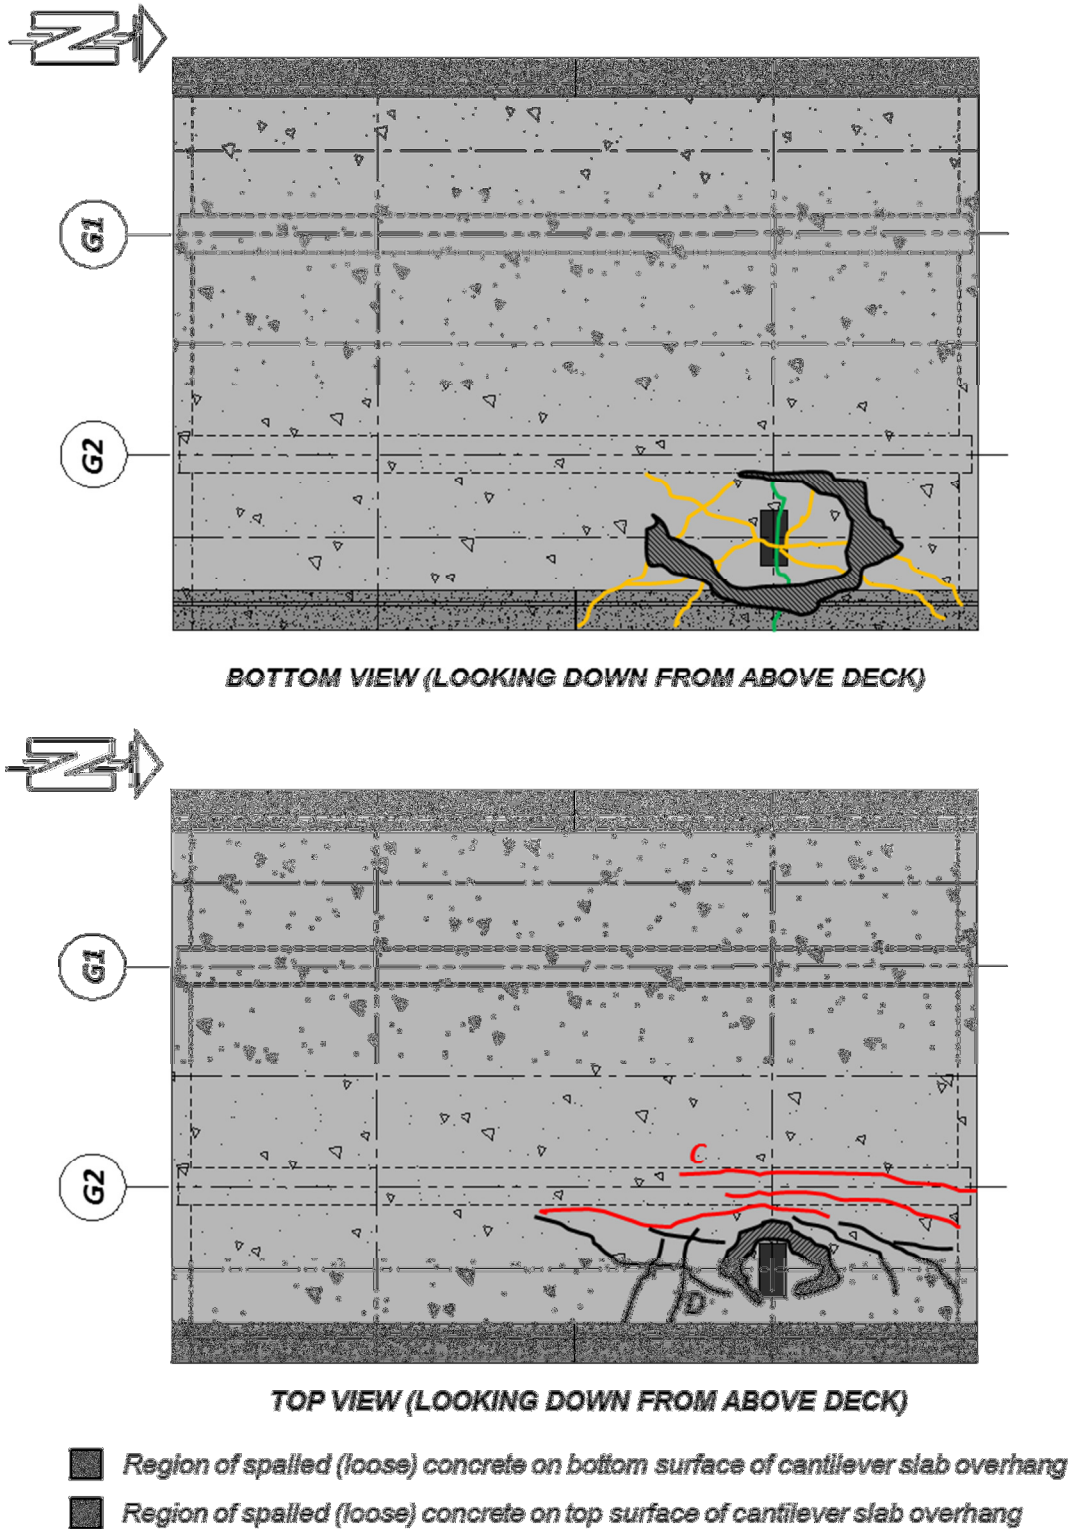 N
G1
G2
BOTTOM VIEW (LOOKING DOWN FROM ABOVE DECK)
N
G1
C
G2
D
TOP VIEW (LOOKING DOWN FROM ABOVE DECK)
Region of spalled (loose) concrete on bottom surface of cantilever slab overhang
Region of spalled (loose) concrete on top surface of cantilever slab overhang